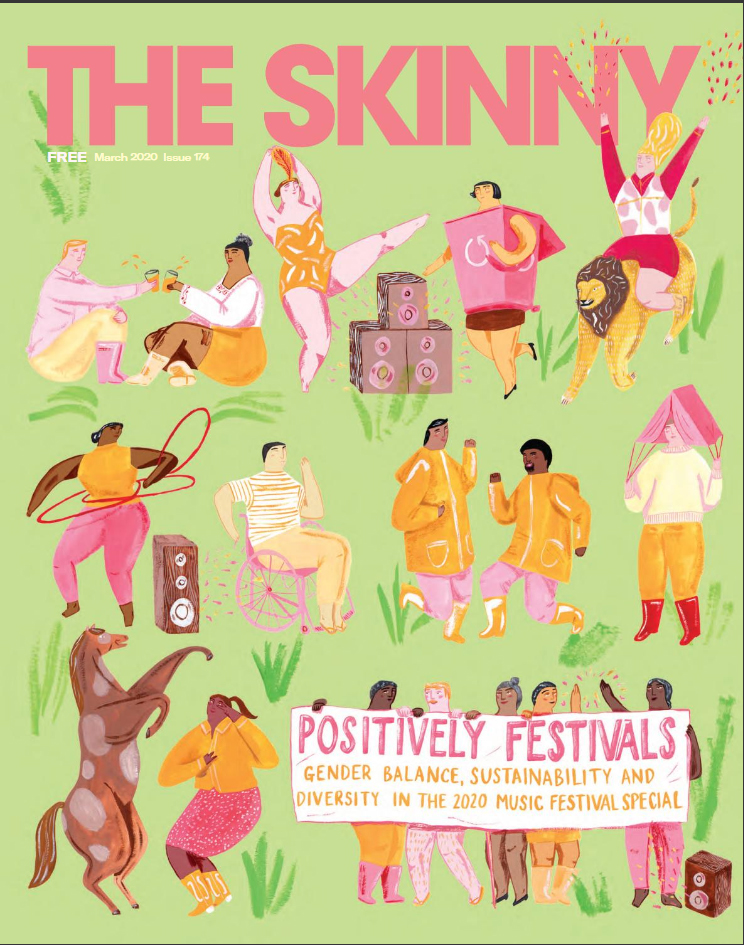 THE SKINNY
FREE March 2020 Issue 174
POSITIVELY FESTIVALS
GENDER BALANCE, SUSTAINABILITY AND
DIVERSITY IN THE 2020 MUSIC FESTIVAL SPECIAL